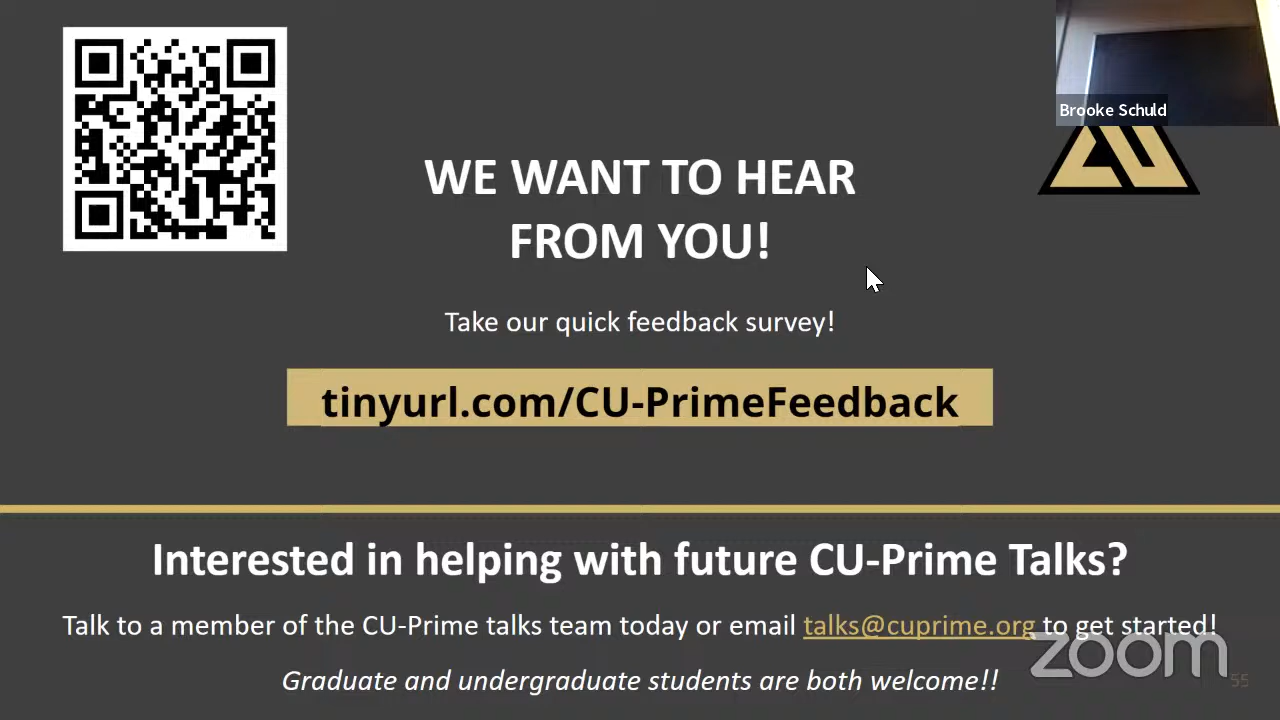 Brooke Schuld
CU
WE WANT TO HEAR
FROM YOU!
Take our quick feedback survey!
tinyurl.com/CU-PrimeFeedback
Interested in helping with future CU-Prime Talks?
Talk to a member of the CU-Prime talks team today or email talks@cuprime.org to get started!
zoom
Graduate and undergraduate students are both welcome!!
55